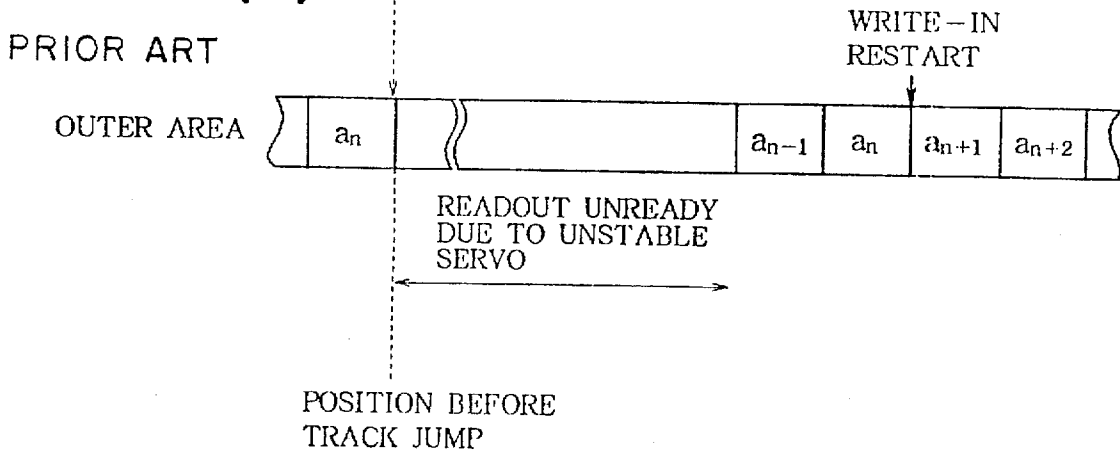 WRITE-IN
RESTART
PRIOR ART
OUTER AREA
an
an-1
an
an+1
an+2
READOUT UNREADY
DUE TO UNSTABLE
SERVO
POSITION BEFORE
TRACK JUMP